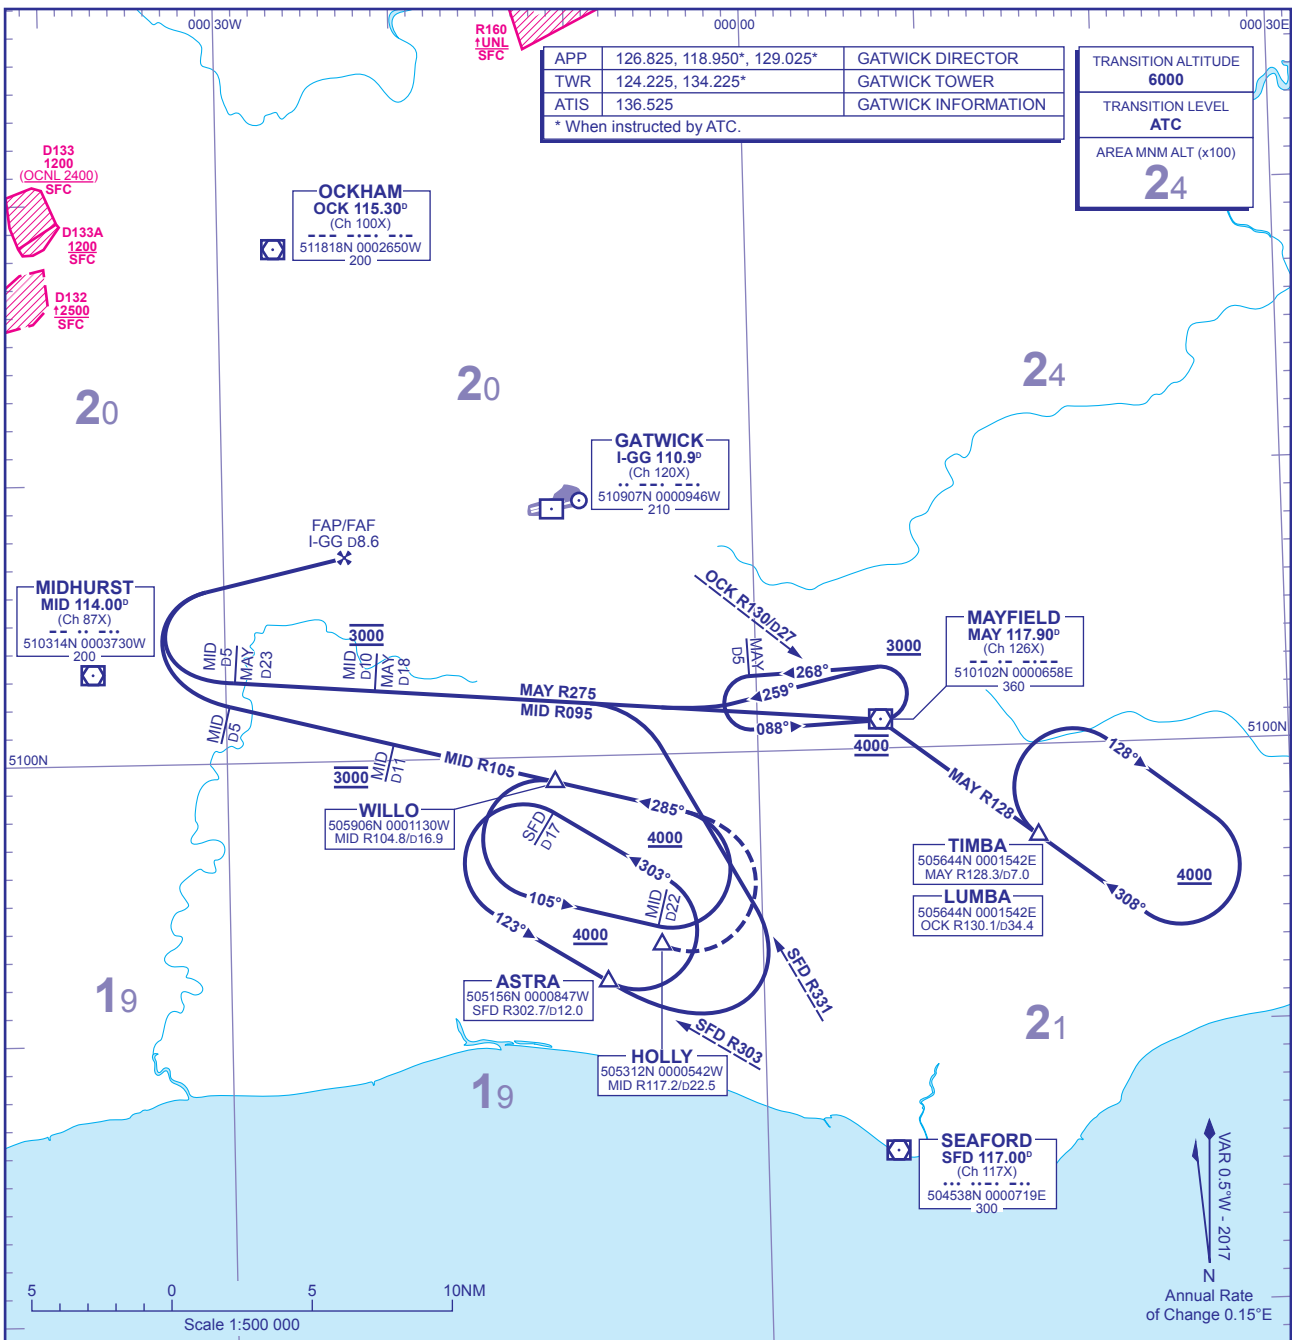 000 30W
000 00
000 30E
R160
↑UNL
SFC
APP 126.825, 118.950*, 129.025* GATWICK DIRECTOR
TWR 124.225, 134.225* GATWICK TOWER
ATIS 136.525 GATWICK INFORMATION
* When instructed by ATC.
TRANSITION ALTITUDE
6000
TRANSITION LEVEL
ATC
AREA MNM ALT (x100)
24
D133
1200
(OCNL 2400)
SFC
D133A
1200
SFC
D132
↑2500
SFC
OCKHAM
OCK 115.30ᴰ
(Ch 100X)
--- -·-· -·-
511818N 0002650W
200
20
20
24
GATWICK
I-GG 110.9ᴰ
(Ch 120X)
·· --· --·
510907N 0000946W
210
FAP/FAF
I-GG D8.6
MIDHURST
MID 114.00ᴰ
(Ch 87X)
-- ·· -··
510314N 0003730W
200
MID
D5
MAY
D23
3000
MID
D10
MAY
D18
OCK R130/D27
MAY
D5
268°
259°
088°
3000
4000
MAYFIELD
MAY 117.90ᴰ
(Ch 126X)
-- ·- -·--
510102N 0000658E
360
MAY R275
MID R095
MID
D5
5100N
5100N
3000
MID
D11
MID R105
WILLO
505906N 0001130W
MID R104.8/D16.9
285°
4000
SFD
D17
303°
105°
MID
D22
123°
4000
128°
MAY R128
TIMBA
505644N 0001542E
MAY R128.3/D7.0
LUMBA
505644N 0001542E
OCK R130.1/D34.4
308°
4000
ASTRA
505156N 0000847W
SFD R302.7/D12.0
SFD R331
SFD R303
19
21
HOLLY
505312N 0000542W
MID R117.2/D22.5
19
SEAFORD
SFD 117.00ᴰ
(Ch 117X)
··· ··-· -··
504538N 0000719E
300
VAR 0.5°W - 2017
N
Annual Rate
of Change 0.15°E
5 0 5 10NM
Scale 1:500 000